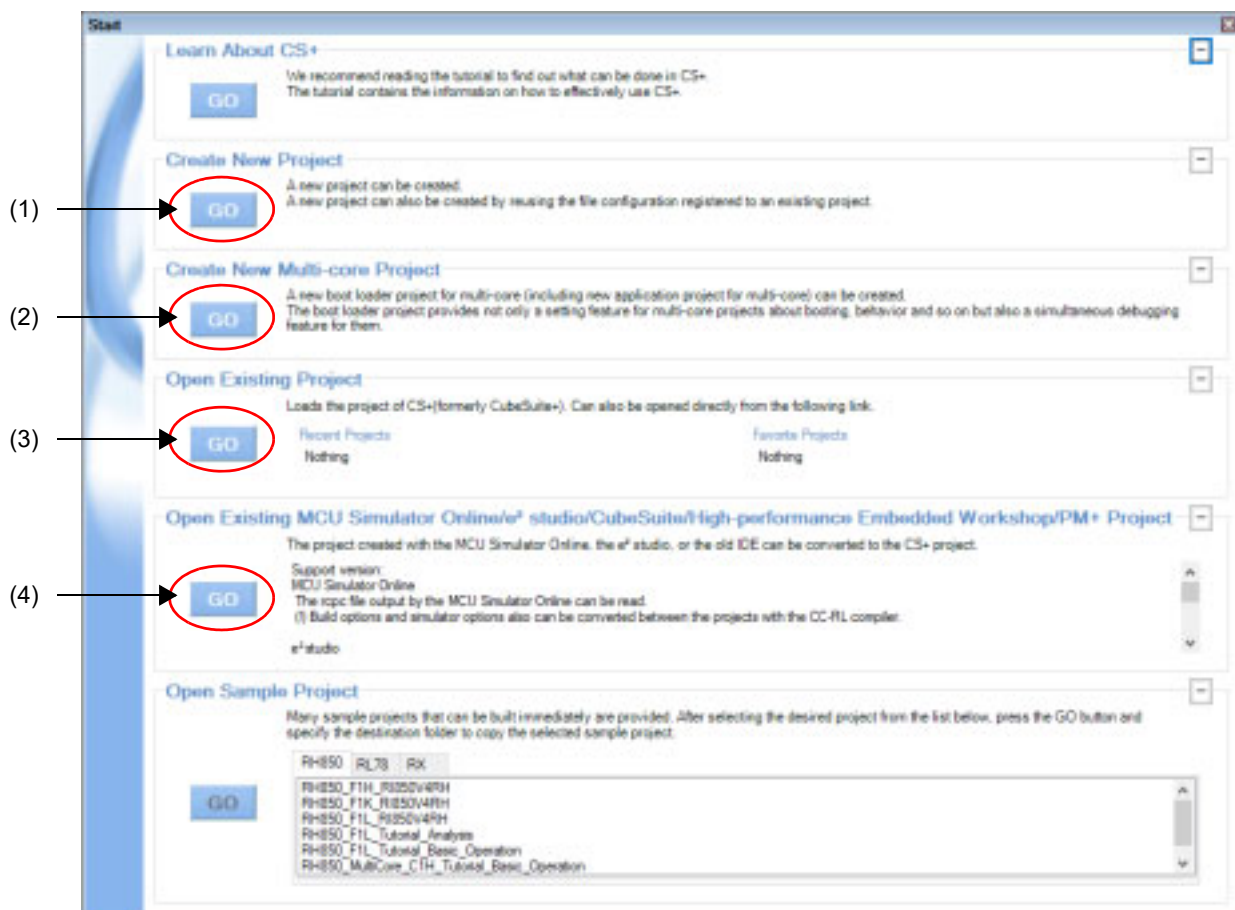 Start
Learn About CS+
We recommend reading the tutorial to find out what can be done in CS+.
The tutorial contains the information on how to effectively use CS+.
GO
Create New Project
A new project can be created.
A new project can also be created by reusing the file configuration registered to an existing project.
(1)
GO
Create New Multi-core Project
A new boot loader project for multi-core (including new application project for multi-core) can be created.
The boot loader project provides not only a setting feature for multi-core projects about booting, behavior and so on but also a simultaneous debugging
feature for them.
(2)
GO
Open Existing Project
Loads the project of CS+(formerly CubeSuite+). Can also be opened directly from the following link.
(3)
GO
Recent Projects
Favorite Projects
Nothing
Nothing
Open Existing MCU Simulator Online/e² studio/CubeSuite/High-performance Embedded Workshop/PM+ Project
The project created with the MCU Simulator Online, the e² studio, or the old IDE can be converted to the CS+ project.
Support version:
MCU Simulator Online
The rcpc file output by the MCU Simulator Online can be read.
(!) Build options and simulator options also can be converted between the projects with the CC-RL compiler.
(4)
GO
e² studio
Open Sample Project
Many sample projects that can be built immediately are provided. After selecting the desired project from the list below, press the GO button and
specify the destination folder to copy the selected sample project.
RH850 RL78 RX
GO
RH850_F1H_RI850V4RH
RH850_F1K_RI850V4RH
RH850_F1L_RI850V4RH
RH850_F1L_Tutorial_Analysis
RH850_F1L_Tutorial_Basic_Operation
RH850_MultiCore_C1H_Tutorial_Basic_Operation